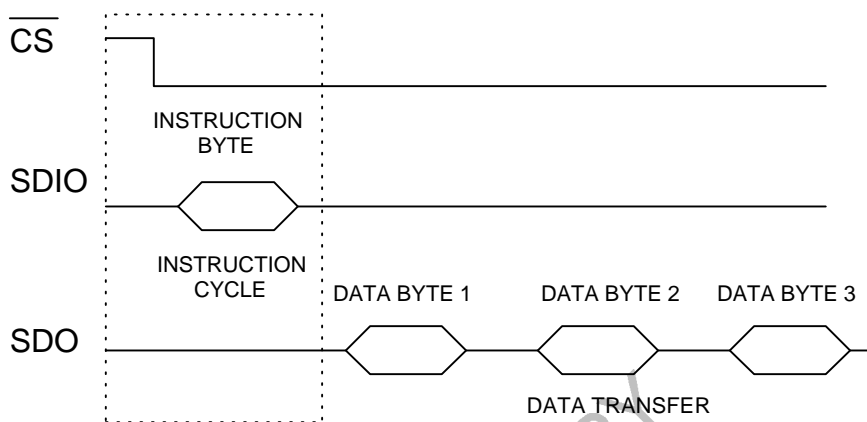 CS
INSTRUCTION
BYTE
SDIO
INSTRUCTION
CYCLE
DATA BYTE 1 DATA BYTE 2 DATA BYTE 3
SDO
DATA TRANSFER